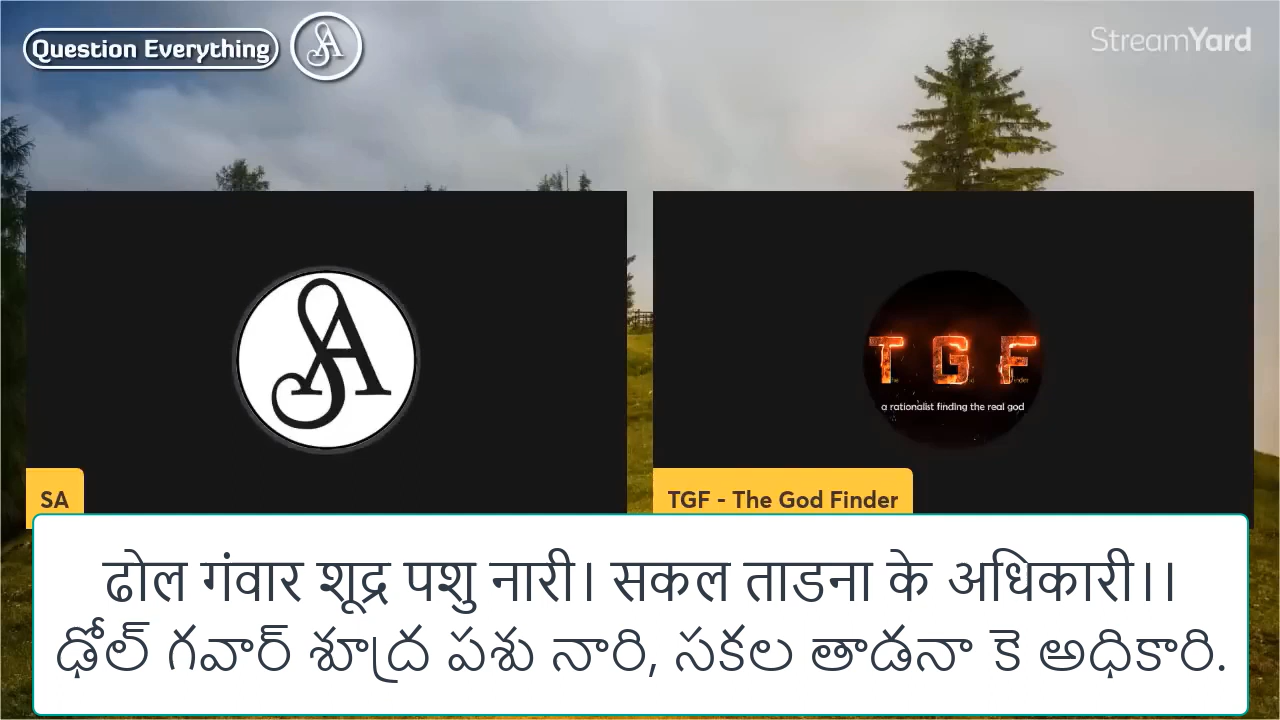 Question Everything
StreamYard
SA
T G F
a rationalist finding the real god
SA
TGF - The God Finder
ढोल गंवार शूद्र पशु नारी। सकल ताडना के अधिकारी।।
ఢోల్ గవార్ శూద్ర పశు నారి, సకల తాడనా కె అధికారి.